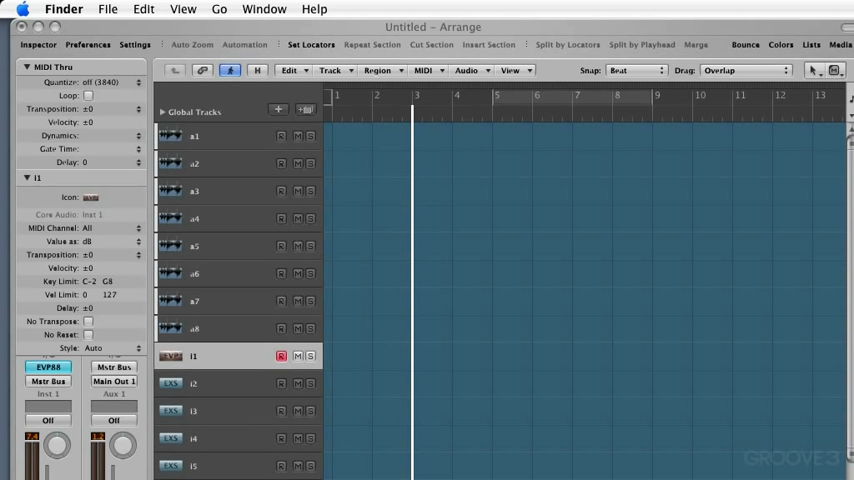 Finder File Edit View Go Window Help
Untitled - Arrange
Inspector Preferences Settings Auto Zoom Automation Set Locators Repeat Section Cut Section Insert Section Split by Locators Split by Playhead Merge Bounce Colors Lists Media
MIDI Thru
H Edit Track Region MIDI Audio View Snap: Beat Drag: Overlap
Quantize: off (3840)
Loop:
Transposition: ±0
Velocity: ±0
Dynamics:
Gate Time:
Delay: 0
i1
Icon:
Core Audio: Inst 1
MIDI Channel: All
Value as: dB
Transposition: ±0
Velocity: ±0
Key Limit: C-2 G8
Vel Limit: 0 127
Delay: ±0
No Transpose:
No Reset:
Style: Auto
EVP88 Mstr Bus
Mstr Bus Main Out 1
Inst 1 Aux 1
Off Off
7.4 1.2
1 2 3 4 5 6 7 8 9 10 11 12 13
Global Tracks
a1 R M S
a2 R M S
a3 R M S
a4 R M S
a5 R M S
a6 R M S
a7 R M S
a8 R M S
i1 R M S
EXS i2 R M S
EXS i3 R M S
EXS i4 R M S
EXS i5 R M S
GROOVE3